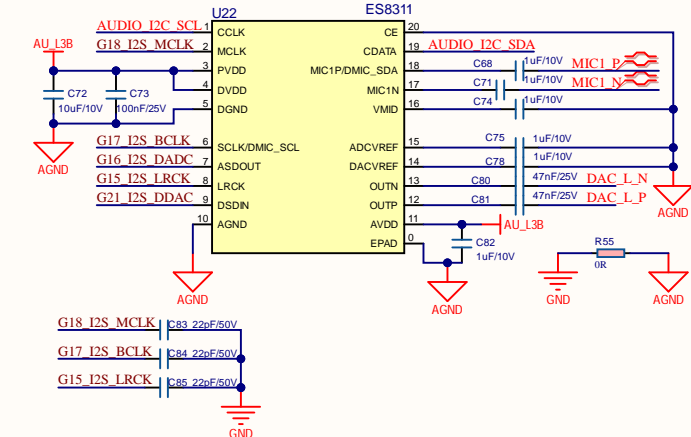 U22
ES8311
AUDIO_I2C_SCL 1 CCLK CE 20
AU_L3B G18_I2S_MCLK 2 MCLK CDATA 19 AUDIO_I2C_SDA
3 PVDD MIC1P/DMIC_SDA 18 C68 1uF/10V MIC1_P
C72 C73 4 DVDD MIC1N 17 C71 1uF/10V MIC1_N
10uF/10V 100nF/25V 5 DGND VMID 16 C74 1uF/10V
AGND
G17_I2S_BCLK 6 SCLK/DMIC_SCL ADCVREF 15 C75 1uF/10V
G16_I2S_DADC 7 ASDOUT DACVREF 14 C78 1uF/10V
G15_I2S_LRCK 8 LRCK OUTN 13 C80 47nF/25V DAC_L_N
G21_I2S_DDAC 9 DSDIN OUTP 12 C81 47nF/25V DAC_L_P
AGND
10 AGND AVDD 11 AU_L3B
EPAD 0 C82
1uF/10V
R55
0R
AGND
AGND
GND
AGND
G18_I2S_MCLK C83 22pF/50V
G17_I2S_BCLK C84 22pF/50V
G15_I2S_LRCK C85 22pF/50V
GND